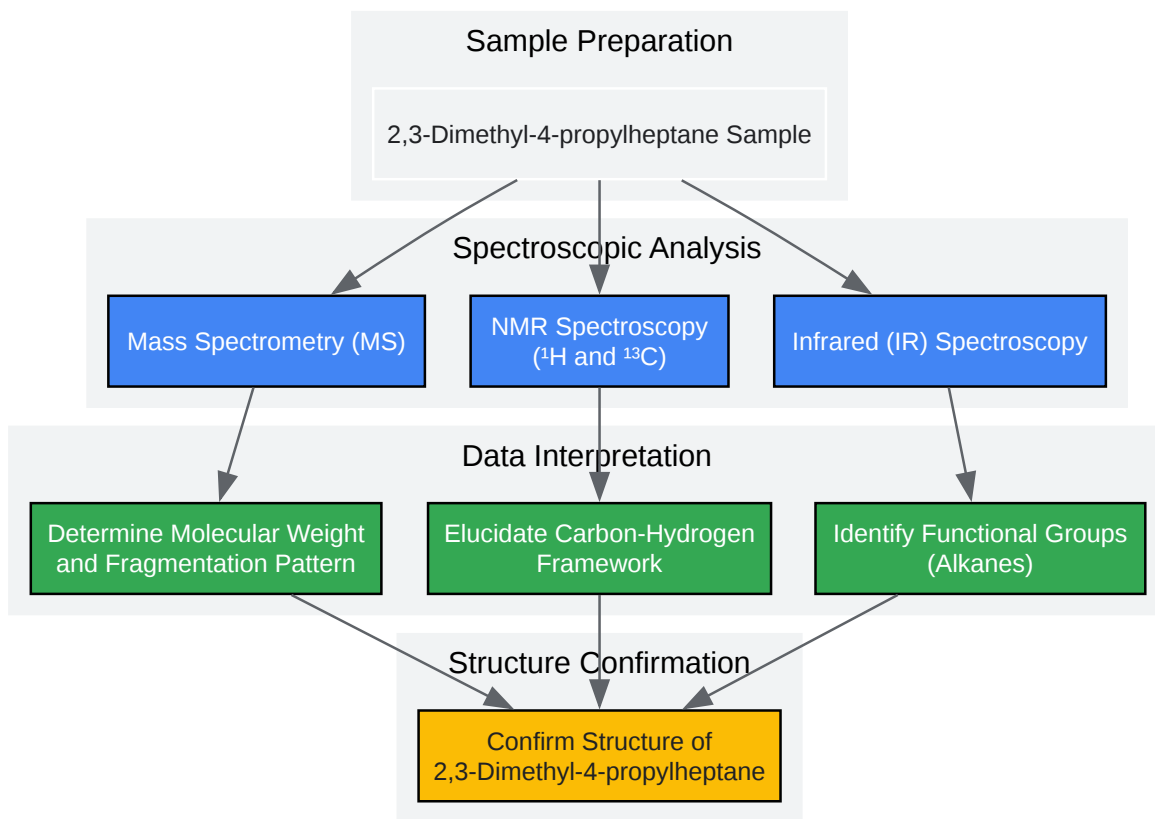 Sample Preparation
2,3-Dimethyl-4-propylheptane Sample
Spectroscopic Analysis
Mass Spectrometry (MS)
NMR Spectroscopy
(¹H and ¹³C)
Infrared (IR) Spectroscopy
Data Interpretation
Determine Molecular Weight
and Fragmentation Pattern
Elucidate Carbon-Hydrogen
Framework
Identify Functional Groups
(Alkanes)
Structure Confirmation
Confirm Structure of
2,3-Dimethyl-4-propylheptane